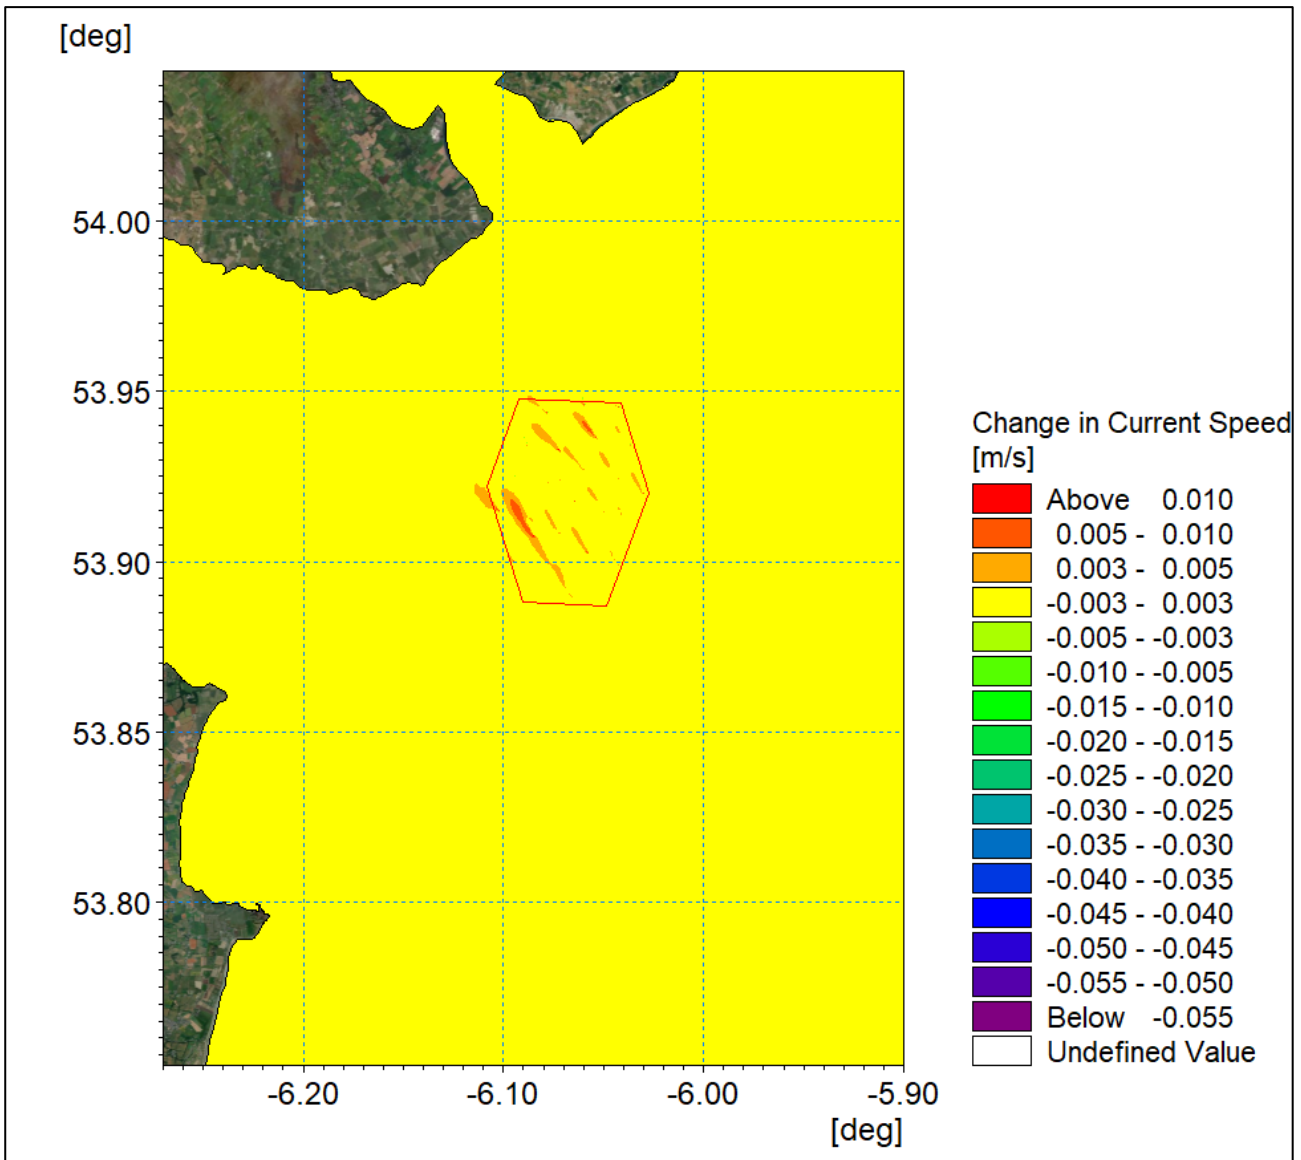 [deg]
54.00
53.95
53.90
53.85
53.80
-6.20
-6.10
-6.00
-5.90
[deg]
Change in Current Speed
[m/s]
Above 0.010
0.005 - 0.010
0.003 - 0.005
-0.003 - 0.003
-0.005 - -0.003
-0.010 - -0.005
-0.015 - -0.010
-0.020 - -0.015
-0.025 - -0.020
-0.030 - -0.025
-0.035 - -0.030
-0.040 - -0.035
-0.045 - -0.040
-0.050 - -0.045
-0.055 - -0.050
Below -0.055
Undefined Value